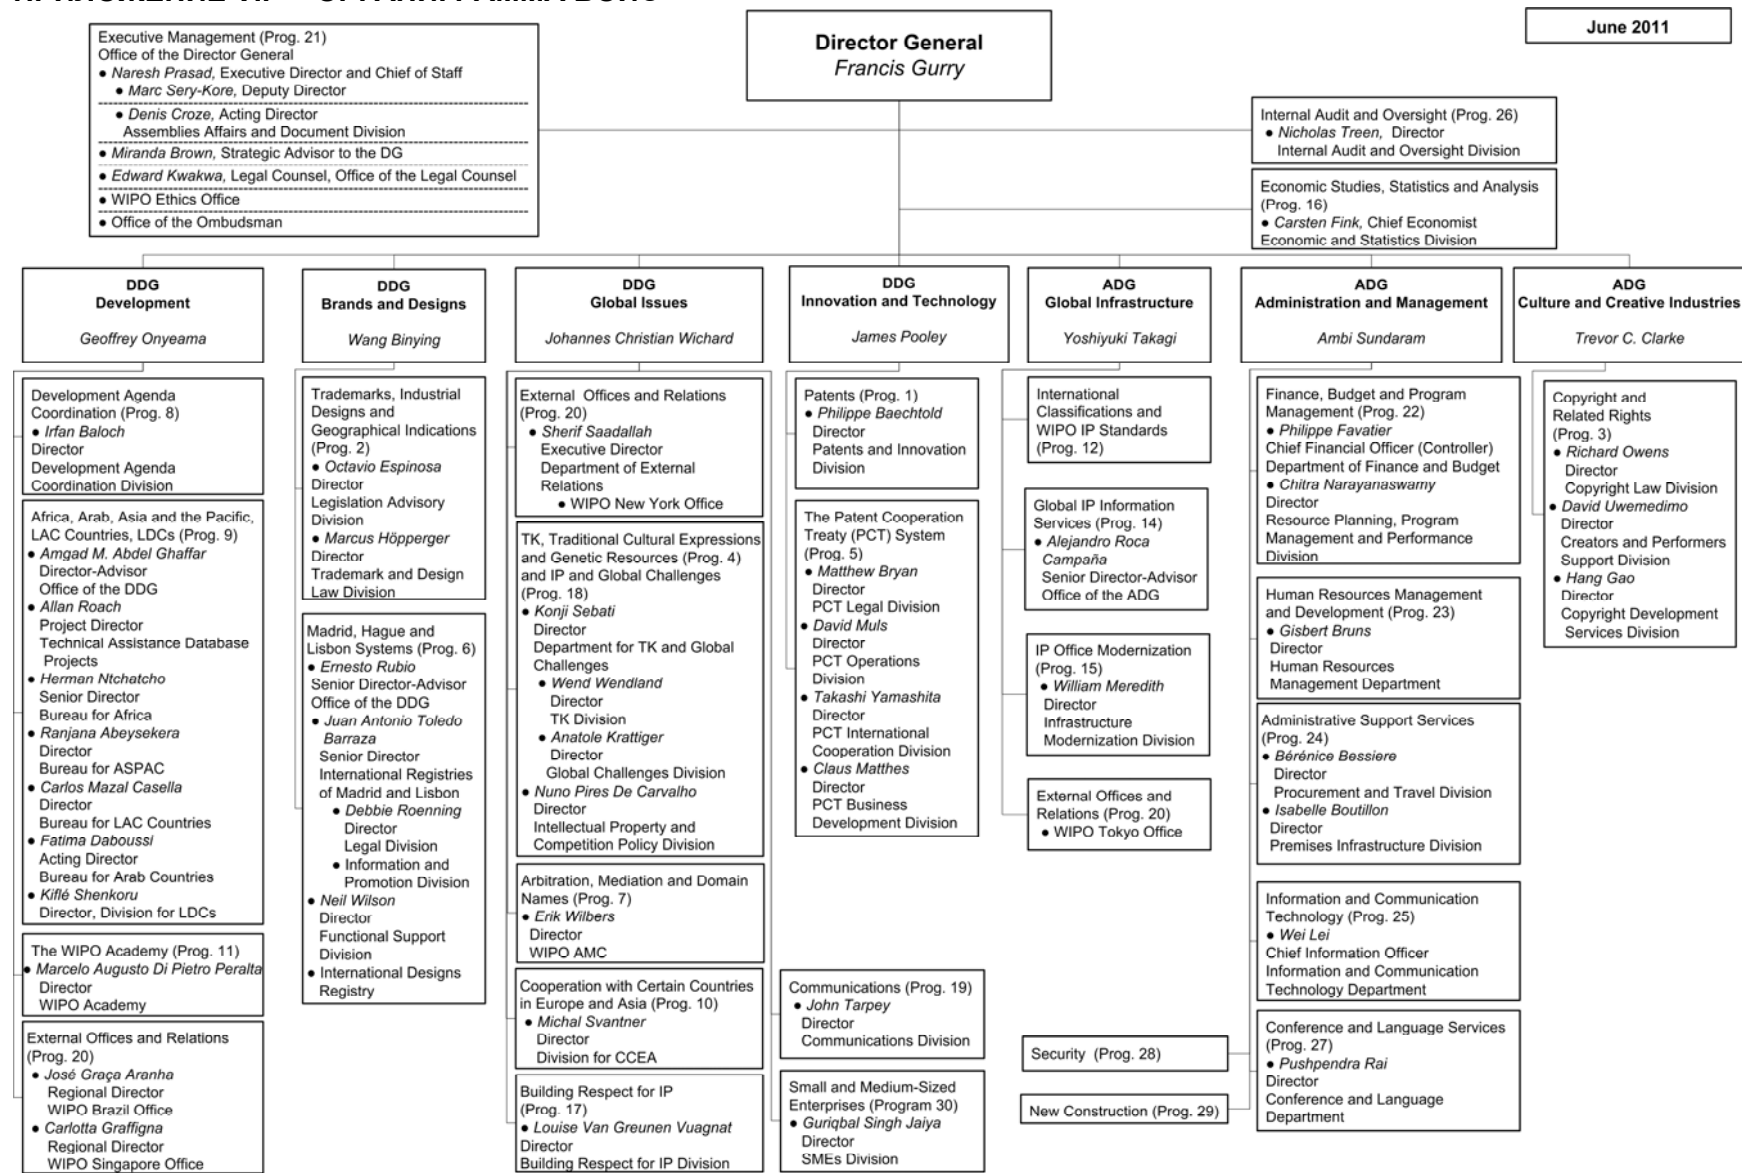 Director General
Francis Gurry
June 2011
Executive Management (Prog. 21)
Office of the Director General
● Naresh Prasad, Executive Director and Chief of Staff
● Marc Sery-Kore, Deputy Director
● Denis Croze, Acting Director
Assemblies Affairs and Document Division
● Miranda Brown, Strategic Advisor to the DG
● Edward Kwakwa, Legal Counsel, Office of the Legal Counsel
● WIPO Ethics Office
● Office of the Ombudsman
Internal Audit and Oversight (Prog. 26)
● Nicholas Treen, Director
Internal Audit and Oversight Division
Economic Studies, Statistics and Analysis
(Prog. 16)
● Carsten Fink, Chief Economist
Economic and Statistics Division
DDG
Development
Geoffrey Onyeama
DDG
Brands and Designs
Wang Binying
DDG
Global Issues
Johannes Christian Wichard
DDG
Innovation and Technology
James Pooley
ADG
Global Infrastructure
Yoshiyuki Takagi
ADG
Administration and Management
Ambi Sundaram
ADG
Culture and Creative Industries
Trevor C. Clarke
Development Agenda
Coordination (Prog. 8)
● Irfan Baloch
Director
Development Agenda
Coordination Division
Africa, Arab, Asia and the Pacific,
LAC Countries, LDCs (Prog. 9)
● Amgad M. Abdel Ghaffar
Director-Advisor
Office of the DDG
● Allan Roach
Project Director
Technical Assistance Database
Projects
● Herman Ntchatcho
Senior Director
Bureau for Africa
● Ranjana Abeysekera
Director
Bureau for ASPAC
● Carlos Mazal Casella
Director
Bureau for LAC Countries
● Fatima Daboussi
Acting Director
Bureau for Arab Countries
● Kiflé Shenkoru
Director, Division for LDCs
The WIPO Academy (Prog. 11)
● Marcelo Augusto Di Pietro Peralta
Director
WIPO Academy
External Offices and Relations
(Prog. 20)
● José Graça Aranha
Regional Director
WIPO Brazil Office
● Carlotta Graffigna
Regional Director
WIPO Singapore Office
Trademarks, Industrial
Designs and
Geographical Indications
(Prog. 2)
● Octavio Espinosa
Director
Legislation Advisory
Division
● Marcus Höpperger
Director
Trademark and Design
Law Division
Madrid, Hague and
Lisbon Systems (Prog. 6)
● Ernesto Rubio
Senior Director-Advisor
Office of the DDG
● Juan Antonio Toledo
Barraza
Senior Director
International Registries
of Madrid and Lisbon
● Debbie Roenning
Director
Legal Division
● Information and
Promotion Division
● Neil Wilson
Director
Functional Support
Division
● International Designs
Registry
External Offices and Relations
(Prog. 20)
● Sherif Saadallah
Executive Director
Department of External
Relations
● WIPO New York Office
TK, Traditional Cultural Expressions
and Genetic Resources (Prog. 4)
and IP and Global Challenges
(Prog. 18)
● Konji Sebati
Director
Department for TK and Global
Challenges
● Wend Wendland
Director
TK Division
● Anatole Krattiger
Director
Global Challenges Division
● Nuno Pires De Carvalho
Director
Intellectual Property and
Competition Policy Division
Arbitration, Mediation and Domain
Names (Prog. 7)
● Erik Wilbers
Director
WIPO AMC
Cooperation with Certain Countries
in Europe and Asia (Prog. 10)
● Michal Svantner
Director
Division for CCEA
Building Respect for IP
(Prog. 17)
● Louise Van Greunen Vuagnat
Director
Building Respect for IP Division
Patents (Prog. 1)
● Philippe Baechtold
Director
Patents and Innovation
Division
The Patent Cooperation
Treaty (PCT) System
(Prog. 5)
● Matthew Bryan
Director
PCT Legal Division
● David Muls
Director
PCT Operations
Division
● Takashi Yamashita
Director
PCT International
Cooperation Division
● Claus Matthes
Director
PCT Business
Development Division
Communications (Prog. 19)
● John Tarpey
Director
Communications Division
Small and Medium-Sized
Enterprises (Program 30)
● Guriqbal Singh Jaiya
Director
SMEs Division
International
Classifications and
WIPO IP Standards
(Prog. 12)
Global IP Information
Services (Prog. 14)
● Alejandro Roca
Campaña
Senior Director-Advisor
Office of the ADG
IP Office Modernization
(Prog. 15)
● William Meredith
Director
Infrastructure
Modernization Division
External Offices and
Relations (Prog. 20)
● WIPO Tokyo Office
Security (Prog. 28)
New Construction (Prog. 29)
Finance, Budget and Program
Management (Prog. 22)
● Philippe Favatier
Chief Financial Officer (Controller)
Department of Finance and Budget
● Chitra Narayanaswamy
Director
Resource Planning, Program
Management and Performance
Division
Human Resources Management
and Development (Prog. 23)
● Gisbert Bruns
Director
Human Resources
Management Department
Administrative Support Services
(Prog. 24)
● Bérénice Bessiere
Director
Procurement and Travel Division
● Isabelle Boutillon
Director
Premises Infrastructure Division
Information and Communication
Technology (Prog. 25)
● Wei Lei
Chief Information Officer
Information and Communication
Technology Department
Conference and Language Services
(Prog. 27)
● Pushpendra Rai
Director
Conference and Language
Department
Copyright and
Related Rights
(Prog. 3)
● Richard Owens
Director
Copyright Law Division
● David Uwemedimo
Director
Creators and Performers
Support Division
● Hang Gao
Director
Copyright Development
Services Division